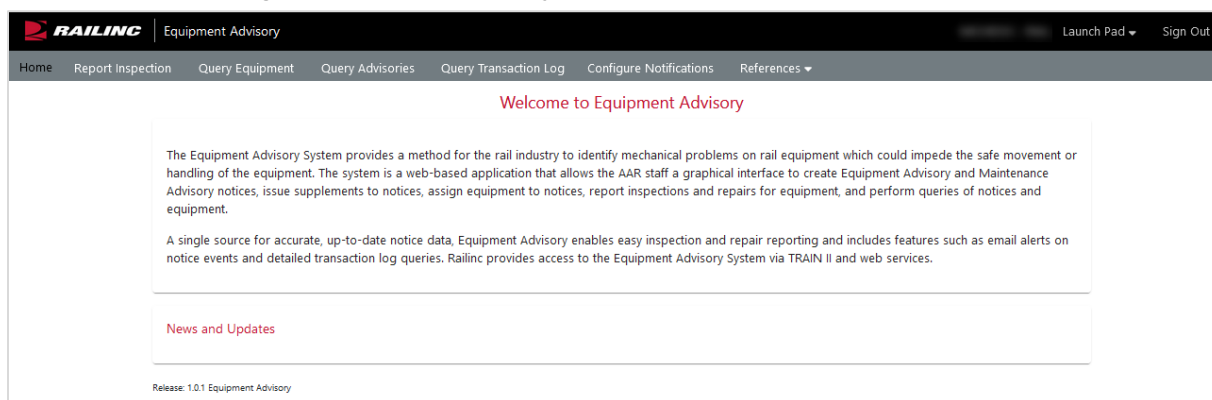 RAILINC Equipment Advisory Launch Pad Sign Out
Home Report Inspection Query Equipment Query Advisories Query Transaction Log Configure Notifications References
Welcome to Equipment Advisory
The Equipment Advisory System provides a method for the rail industry to identify mechanical problems on rail equipment which could impede the safe movement or
handling of the equipment. The system is a web-based application that allows the AAR staff a graphical interface to create Equipment Advisory and Maintenance
Advisory notices, issue supplements to notices, assign equipment to notices, report inspections and repairs for equipment, and perform queries of notices and
equipment.
A single source for accurate, up-to-date notice data, Equipment Advisory enables easy inspection and repair reporting and includes features such as email alerts on
notice events and detailed transaction log queries. Railinc provides access to the Equipment Advisory System via TRAIN II and web services.
News and Updates
Release: 1.0.1 Equipment Advisory